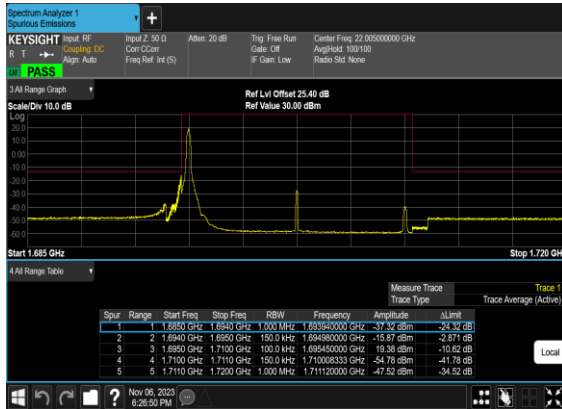 Spectrum Analyzer 1
Spurious Emissions
+
KEYSIGHT Input: RF Input Z: 50 Ω Atten: 20 dB Trig: Free Run Center Freq: 22.005000000 GHz
R T Coupling: DC Corr CCorr Gate: Off Avg|Hold: 100/100
Align: Auto Freq Ref: Int (S) IF Gain: Low Radio Std: None
PASS
3 All Range Graph Ref Lvl Offset 25.40 dB
Scale/Div 10.0 dB Ref Value 30.00 dBm
Log
20.0
10.0
0.00
-10.0
-20.0
-30.0
-40.0
-50.0
-60.0
Start 1.685 GHz Stop 1.720 GH
4 All Range Table
Measure Trace Trace 1
Trace Type Trace Average (Active)
Spur Range Start Freq Stop Freq RBW Frequency Amplitude ΔLimit
1 1 1.6850 GHz 1.6940 GHz 1.000 MHz 1.693940000 GHz -37.32 dBm -24.32 dB
2 2 1.6940 GHz 1.6950 GHz 150.0 kHz 1.694980000 GHz -15.87 dBm -2.871 dB
3 3 1.6950 GHz 1.7100 GHz 100.0 kHz 1.695450000 GHz 19.38 dBm -10.62 dB
4 4 1.7100 GHz 1.7110 GHz 150.0 kHz 1.710008333 GHz -54.78 dBm -41.78 dB
5 5 1.7110 GHz 1.7200 GHz 1.000 MHz 1.711120000 GHz -47.52 dBm -34.52 dB
Local
? Nov 06, 2023
6:26:50 PM